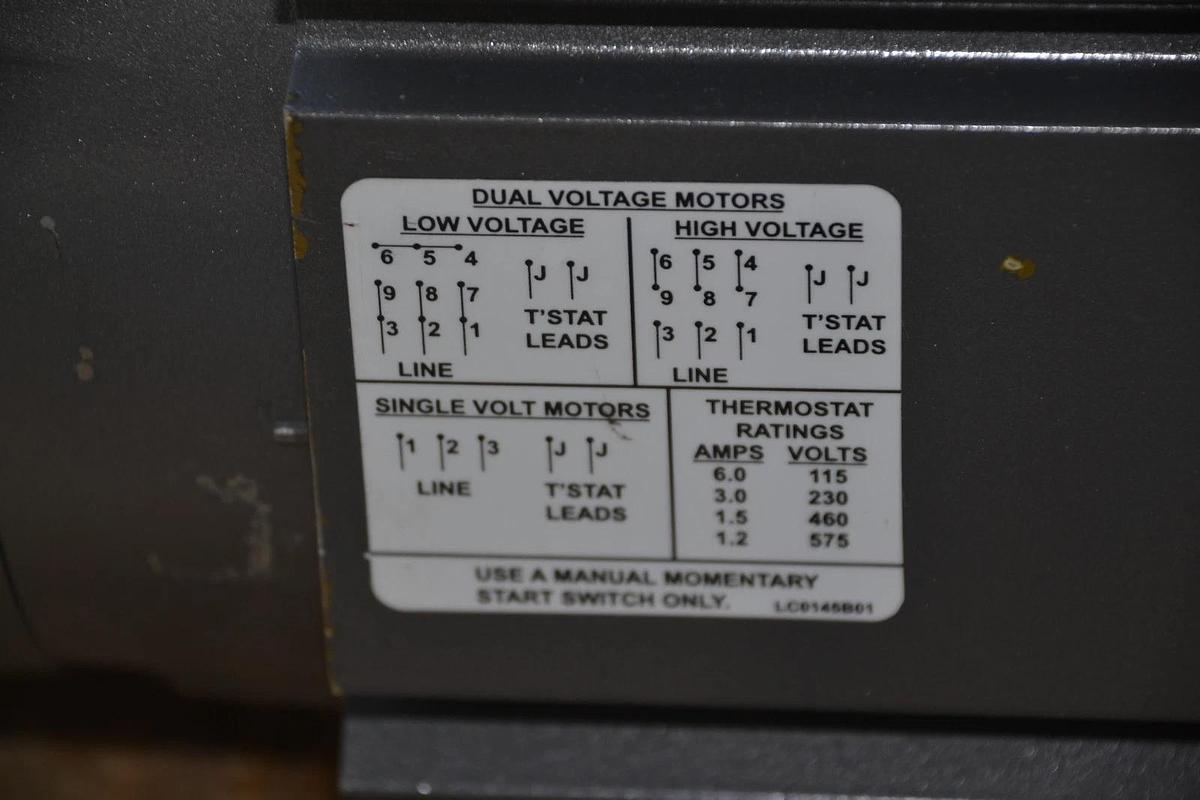 DUAL VOLTAGE MOTORS
LOW VOLTAGE
6 5 4
9 8 7
3 2 1
J J
T'STAT
LEADS
LINE
HIGH VOLTAGE
6 5 4
9 8 7
3 2 1
J J
T'STAT
LEADS
LINE
SINGLE VOLT MOTORS
1 2 3
J J
LINE
T'STAT
LEADS
THERMOSTAT
RATINGS
AMPS VOLTS
6.0 115
3.0 230
1.5 460
1.2 575
USE A MANUAL MOMENTARY
START SWITCH ONLY.
LC0145B01